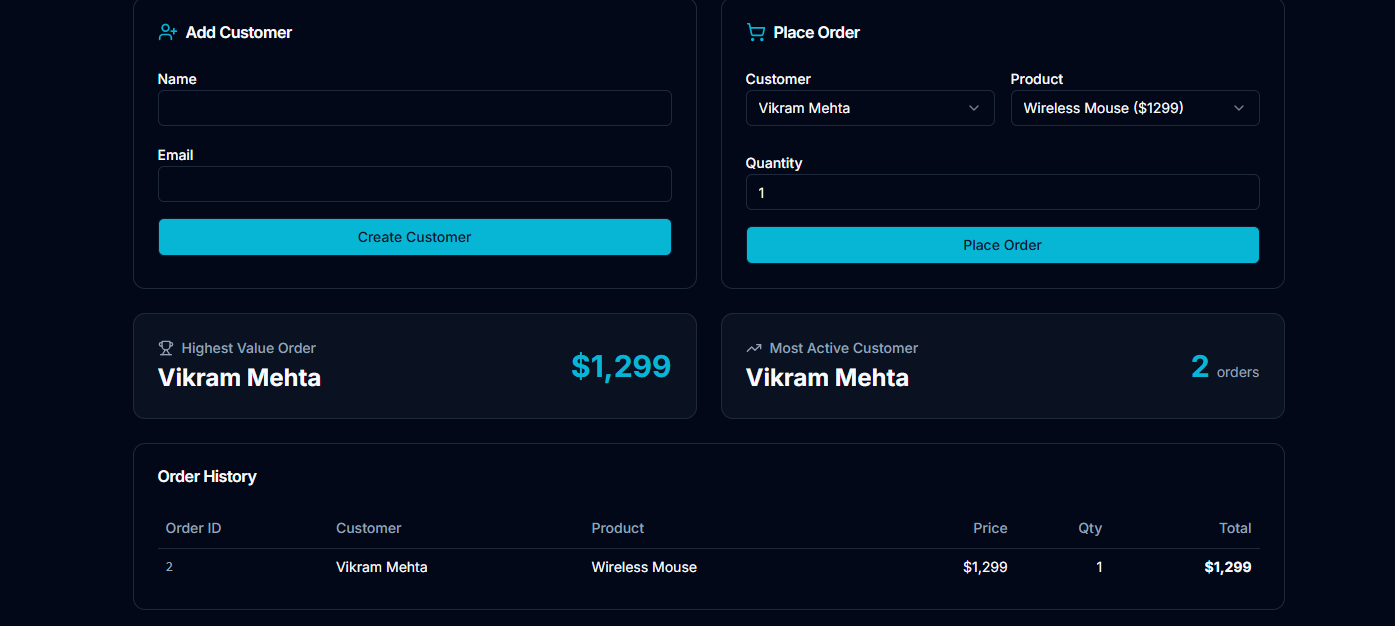 Add Customer
Name
Email
Create Customer
Place Order
Customer Product
Vikram Mehta Wireless Mouse ($1299)
Quantity
1
Place Order
Highest Value Order
Vikram Mehta
$1,299
Most Active Customer
Vikram Mehta
2 orders
Order History
Order ID Customer Product Price Qty Total
2 Vikram Mehta Wireless Mouse $1,299 1 $1,299